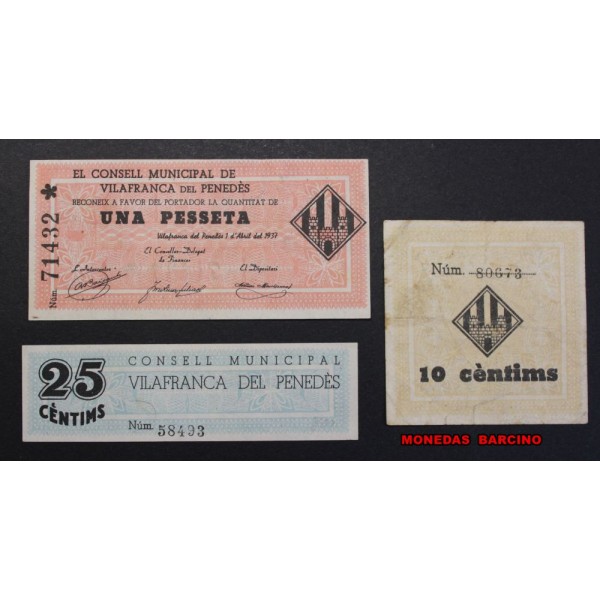 EL CONSELL MUNICIPAL DE
VILAFRANCA DEL PENEDÈS
RECONEIX A FAVOR DEL PORTADOR LA QUANTITAT DE
UNA PESSETA
Vilafranca del Penedès 1 d'Abril del 1937
El Conseller-Delegat
de Finances
L'Interventor
El Dipositari
Núm. 71432 *
25
CÈNTIMS
CONSELL MUNICIPAL
VILAFRANCA DEL PENEDÈS
Núm. 58493
Núm. 80673
10 cèntims
MONEDAS BARCINO